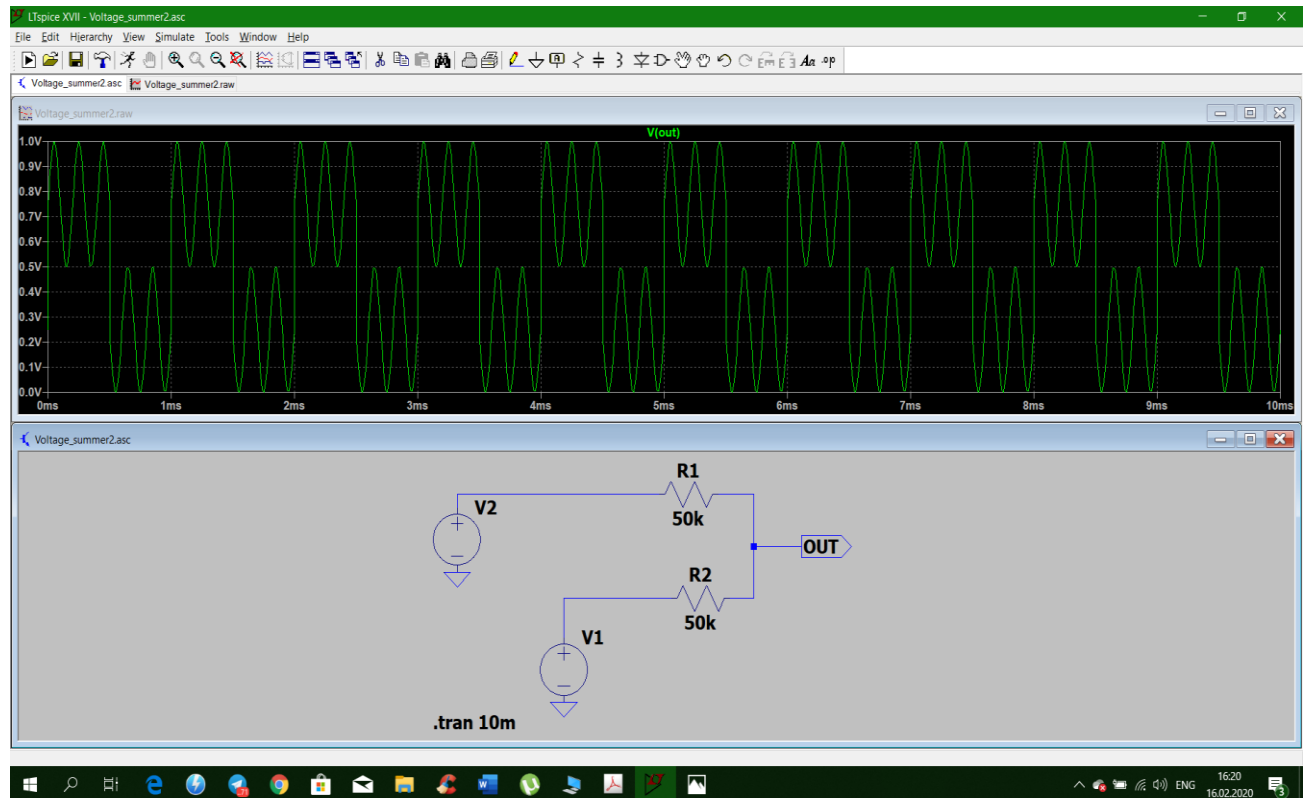 LTspice XVII - Voltage_summer2.asc
File Edit Hierarchy View Simulate Tools Window Help
Voltage_summer2.asc Voltage_summer2.raw
Voltage_summer2.raw
V(out)
1.0V
0.9V
0.8V
0.7V
0.6V
0.5V
0.4V
0.3V
0.2V
0.1V
0.0V
0ms 1ms 2ms 3ms 4ms 5ms 6ms 7ms 8ms 9ms 10ms
Voltage_summer2.asc
R1
V2
50k
OUT
R2
50k
V1
.tran 10m
ENG
16:20
16.02.2020
3